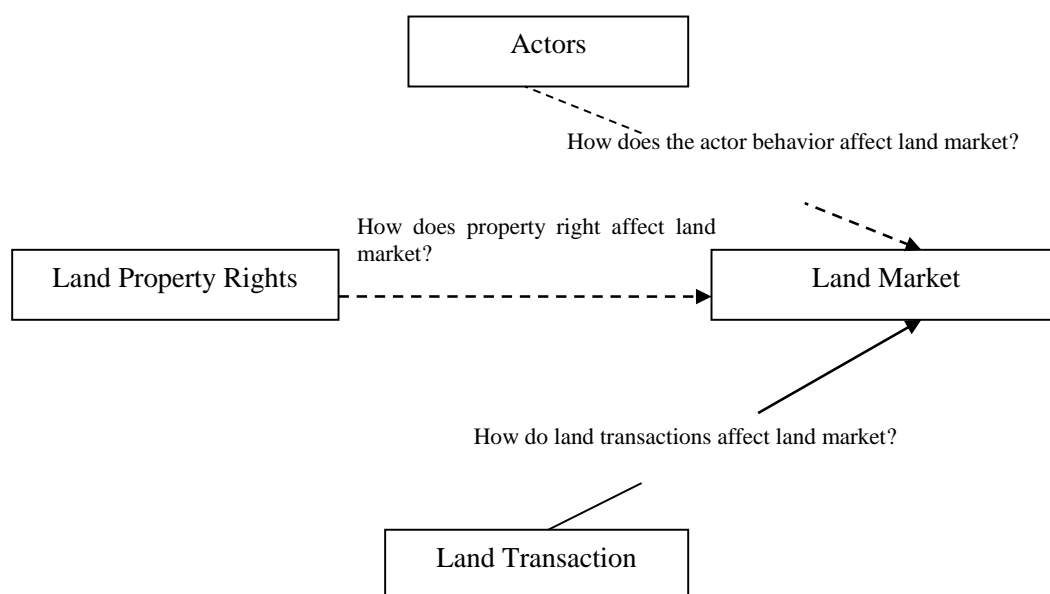 Actors
How does the actor behavior affect land market?
How does property right affect land
market?
Land Property Rights
Land Market
How do land transactions affect land market?
Land Transaction